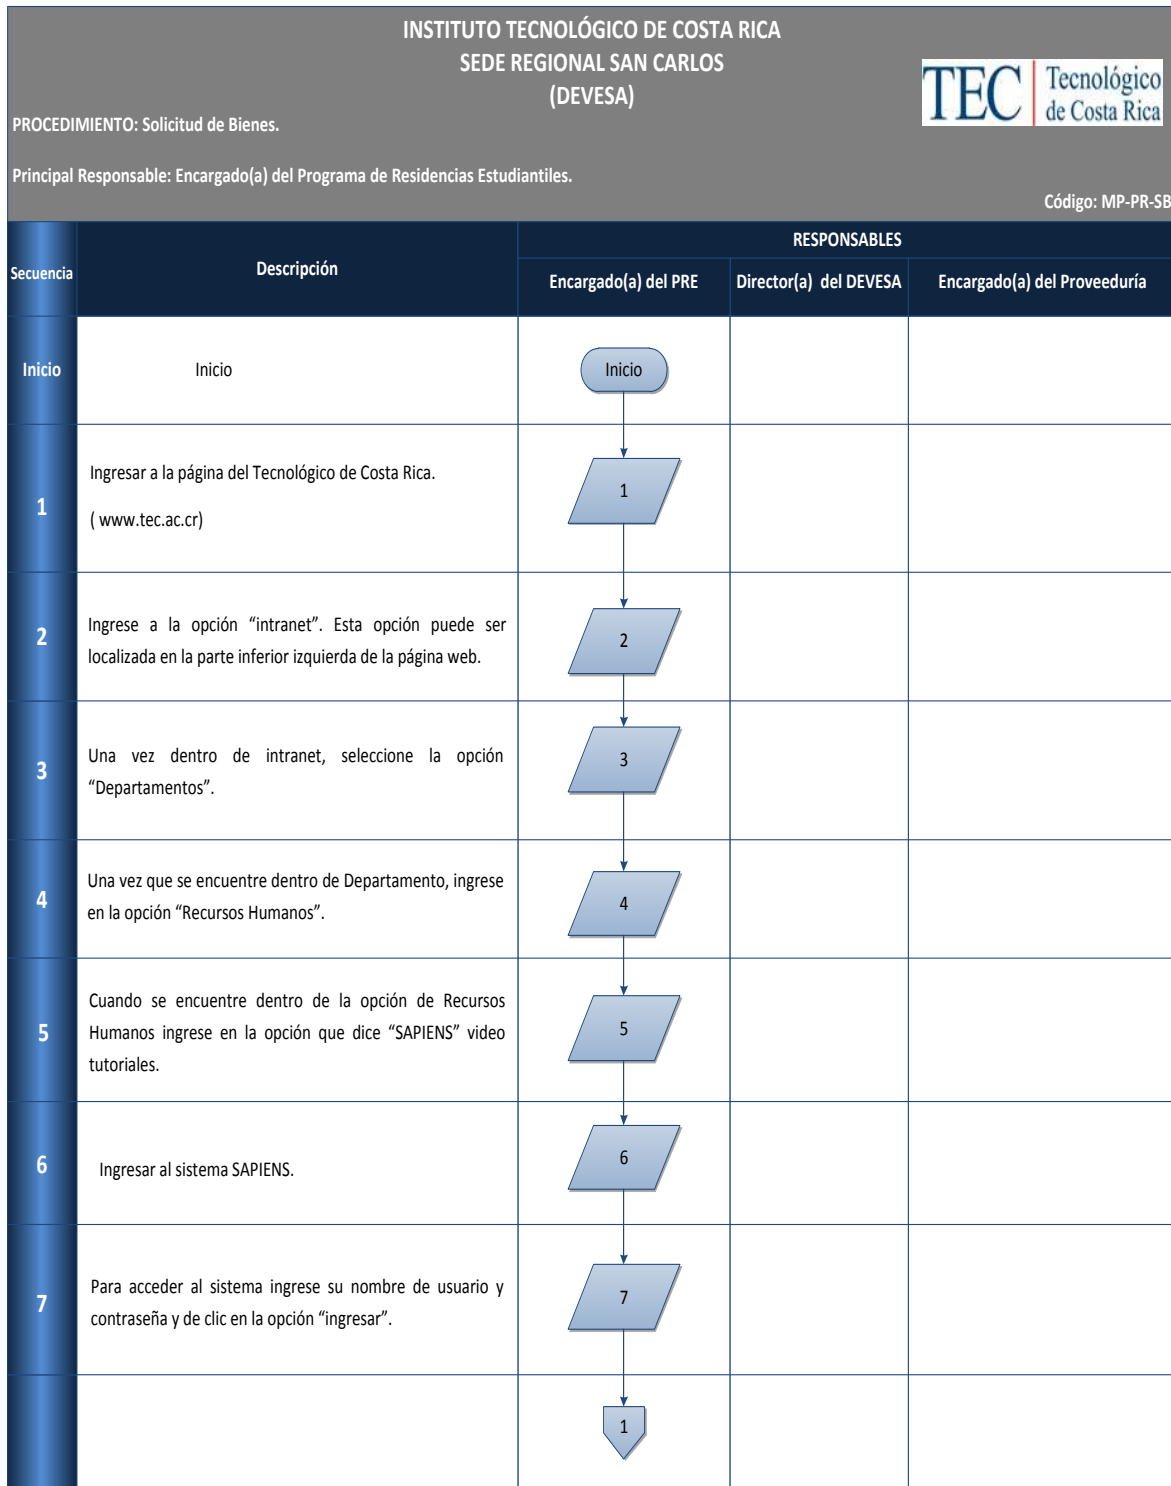 INSTITUTO TECNOLÓGICO DE COSTA RICA
SEDE REGIONAL SAN CARLOS
(DEVESA)
TEC Tecnológico
de Costa Rica
PROCEDIMIENTO: Solicitud de Bienes.
Principal Responsable: Encargado(a) del Programa de Residencias Estudiantiles.
Código: MP-PR-SB
Secuencia
Descripción
RESPONSABLES
Encargado(a) del PRE
Director(a) del DEVESA
Encargado(a) del Proveeduría
Inicio
Inicio
Inicio
1
Ingresar a la página del Tecnológico de Costa Rica.
( www.tec.ac.cr)
1
2
Ingrese a la opción “intranet”. Esta opción puede ser
localizada en la parte inferior izquierda de la página web.
2
3
Una vez dentro de intranet, seleccione la opción
“Departamentos”.
3
4
Una vez que se encuentre dentro de Departamento, ingrese
en la opción “Recursos Humanos”.
4
5
Cuando se encuentre dentro de la opción de Recursos
Humanos ingrese en la opción que dice “SAPIENS” video
tutoriales.
5
6
Ingresar al sistema SAPIENS.
6
7
Para acceder al sistema ingrese su nombre de usuario y
contraseña y de clic en la opción “ingresar”.
7
1